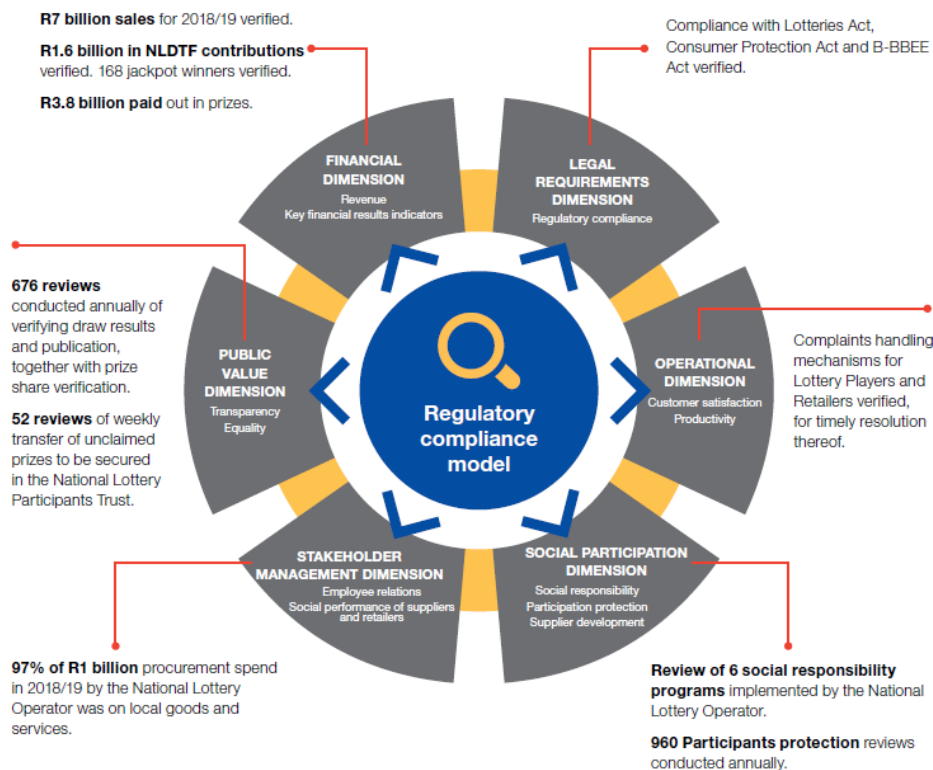 R7 billion sales for 2018/19 verified.
R1.6 billion in NLDTF contributions
verified. 168 jackpot winners verified.
R3.8 billion paid out in prizes.
Compliance with Lotteries Act,
Consumer Protection Act and B-BBEE
Act verified.
FINANCIAL
DIMENSION
Revenue
Key financial results indicators
LEGAL
REQUIREMENTS
DIMENSION
Regulatory compliance
676 reviews
conducted annually of
verifying draw results
and publication,
together with prize
share verification.
52 reviews of weekly
transfer of unclaimed
prizes to be secured
in the National Lottery
Participants Trust.
PUBLIC
VALUE
DIMENSION
Transparency
Equality
Regulatory
compliance
model
OPERATIONAL
DIMENSION
Customer satisfaction
Productivity
Complaints handling
mechanisms for
Lottery Players and
Retailers verified,
for timely resolution
thereof.
STAKEHOLDER
MANAGEMENT DIMENSION
Employee relations
Social performance of suppliers
and retailers
SOCIAL PARTICIPATION
DIMENSION
Social responsibility
Participation protection
Supplier development
97% of R1 billion procurement spend
in 2018/19 by the National Lottery
Operator was on local goods and
services.
Review of 6 social responsibility
programs implemented by the National
Lottery Operator.
960 Participants protection reviews
conducted annually.